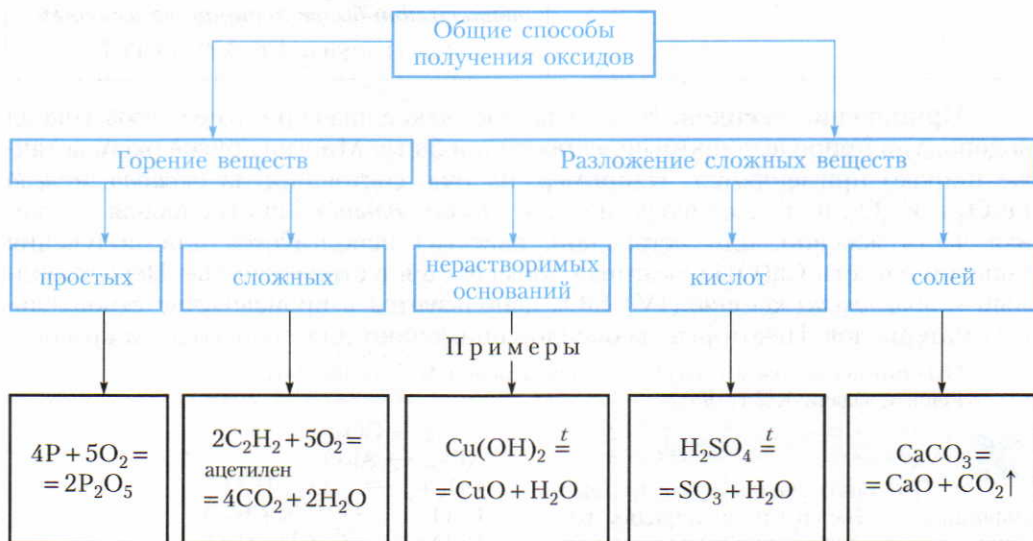 Общие способы
получения оксидов
Горение веществ
Разложение сложных веществ
простых
сложных
нерастворимых
оснований
кислот
солей
Примеры
4P + 5O₂ =
= 2P₂O₅
2C₂H₂ + 5O₂ =
ацетилен
= 4CO₂ + 2H₂O
Cu(OH)₂ =ᵗ
= CuO + H₂O
H₂SO₄ =ᵗ
= SO₃ + H₂O
CaCO₃ =
= CaO + CO₂↑